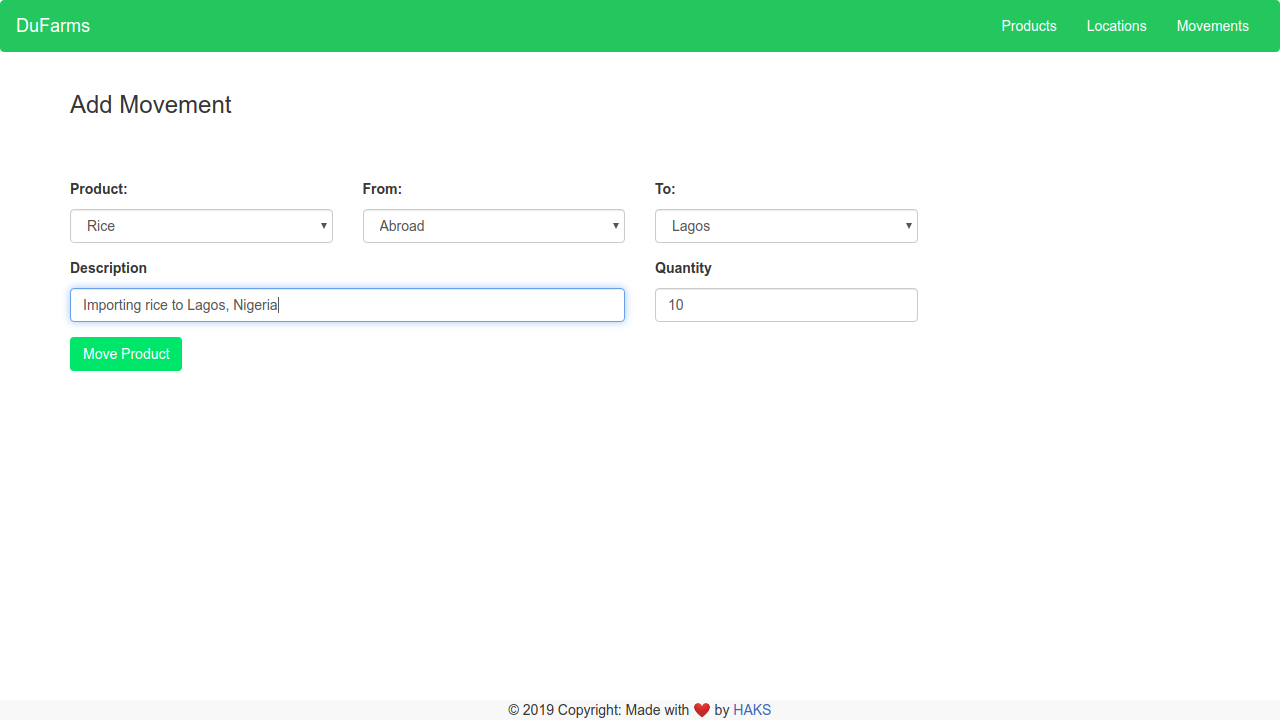 DuFarms Products Locations Movements
Add Movement
Product: From: To:
Rice Abroad Lagos
Description Quantity
Importing rice to Lagos, Nigeria 10
Move Product
© 2019 Copyright: Made with ❤️ by HAKS